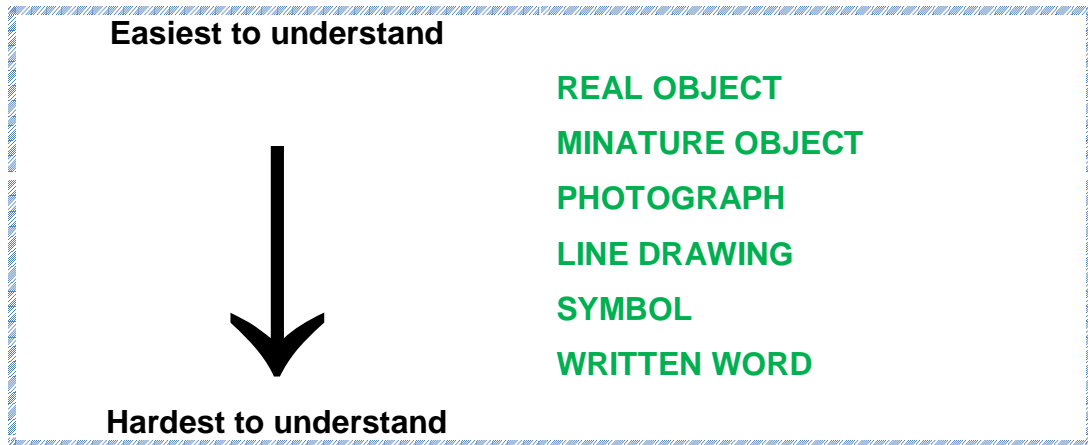 Easiest to understand
REAL OBJECT
MINATURE OBJECT
PHOTOGRAPH
LINE DRAWING
SYMBOL
WRITTEN WORD
Hardest to understand